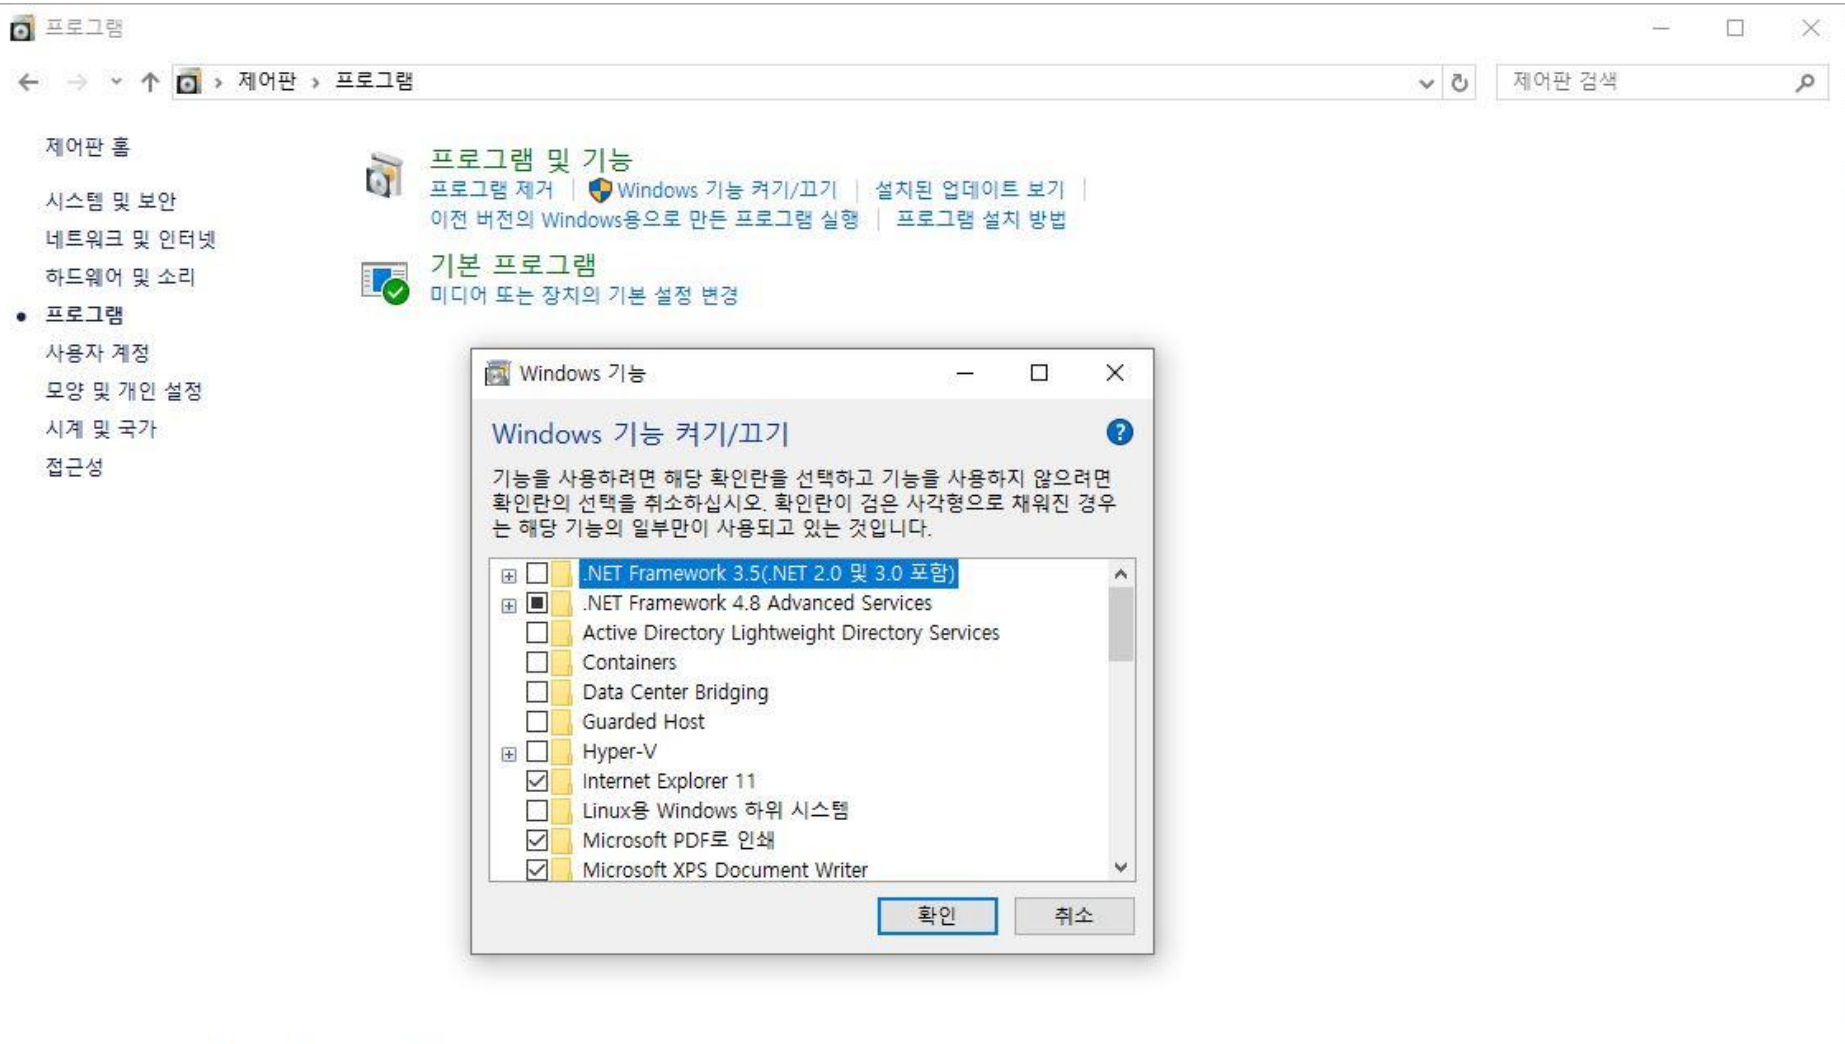 프로그램
제어판 > 프로그램
제어판 검색
제어판 홈
시스템 및 보안
네트워크 및 인터넷
하드웨어 및 소리
프로그램
사용자 계정
모양 및 개인 설정
시계 및 국가
접근성
프로그램 및 기능
프로그램 제거 | Windows 기능 켜기/끄기 | 설치된 업데이트 보기
이전 버전의 Windows용으로 만든 프로그램 실행 | 프로그램 설치 방법
기본 프로그램
미디어 또는 장치의 기본 설정 변경
Windows 기능
Windows 기능 켜기/끄기
기능을 사용하려면 해당 확인란을 선택하고 기능을 사용하지 않으려면
확인란의 선택을 취소하십시오. 확인란이 검은 사각형으로 채워진 경우
는 해당 기능의 일부만이 사용되고 있는 것입니다.
.NET Framework 3.5(.NET 2.0 및 3.0 포함)
.NET Framework 4.8 Advanced Services
Active Directory Lightweight Directory Services
Containers
Data Center Bridging
Guarded Host
Hyper-V
Internet Explorer 11
Linux용 Windows 하위 시스템
Microsoft PDF로 인쇄
Microsoft XPS Document Writer
확인
취소